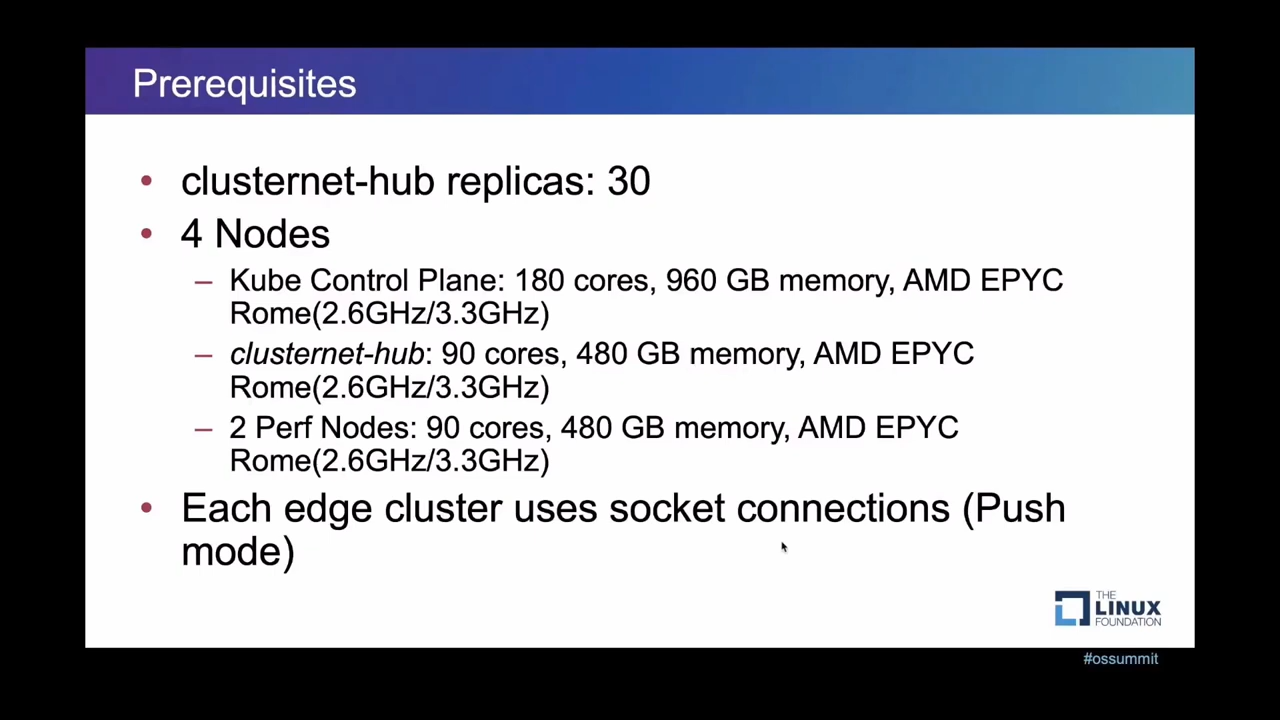 Prerequisites
• clusternet-hub replicas: 30
• 4 Nodes
– Kube Control Plane: 180 cores, 960 GB memory, AMD EPYC
Rome(2.6GHz/3.3GHz)
– clusternet-hub: 90 cores, 480 GB memory, AMD EPYC
Rome(2.6GHz/3.3GHz)
– 2 Perf Nodes: 90 cores, 480 GB memory, AMD EPYC
Rome(2.6GHz/3.3GHz)
• Each edge cluster uses socket connections (Push
mode)
THE
LINUX
FOUNDATION
#ossummit